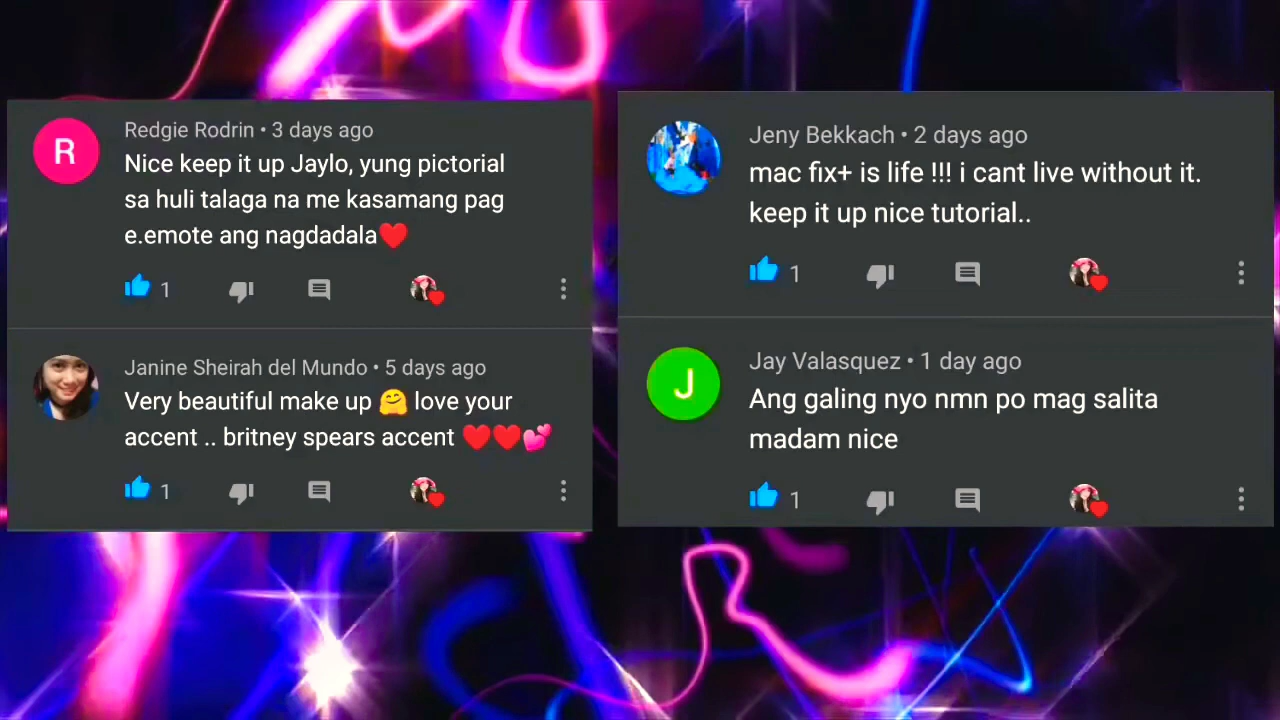 Redgie Rodrin • 3 days ago
Nice keep it up Jaylo, yung pictorial
sa huli talaga na me kasamang pag
e.emote ang nagdadala❤️
1
Janine Sheirah del Mundo • 5 days ago
Very beautiful make up 🤗 love your
accent .. britney spears accent ❤️❤️💕
1
Jeny Bekkach • 2 days ago
mac fix+ is life !!! i cant live without it.
keep it up nice tutorial..
1
Jay Valasquez • 1 day ago
Ang galing nyo nmn po mag salita
madam nice
1
R
J